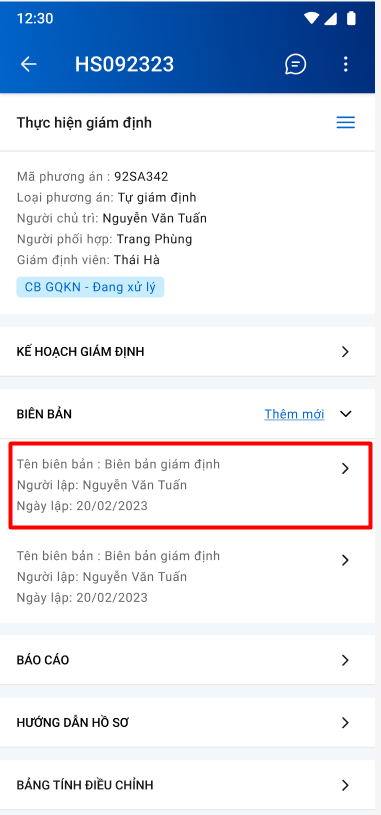 12:30
HS092323
Thực hiện giám định
Mã phương án : 92SA342
Loại phương án: Tự giám định
Người chủ trì: Nguyễn Văn Tuấn
Người phối hợp: Trang Phùng
Giám định viên: Thái Hà
CB GQKN - Đang xử lý
KẾ HOẠCH GIÁM ĐỊNH
BIÊN BẢN Thêm mới
Tên biên bản : Biên bản giám định
Người lập: Nguyễn Văn Tuấn
Ngày lập: 20/02/2023
Tên biên bản : Biên bản giám định
Người lập: Nguyễn Văn Tuấn
Ngày lập: 20/02/2023
BÁO CÁO
HƯỚNG DẪN HỒ SƠ
BẢNG TÍNH ĐIỀU CHỈNH